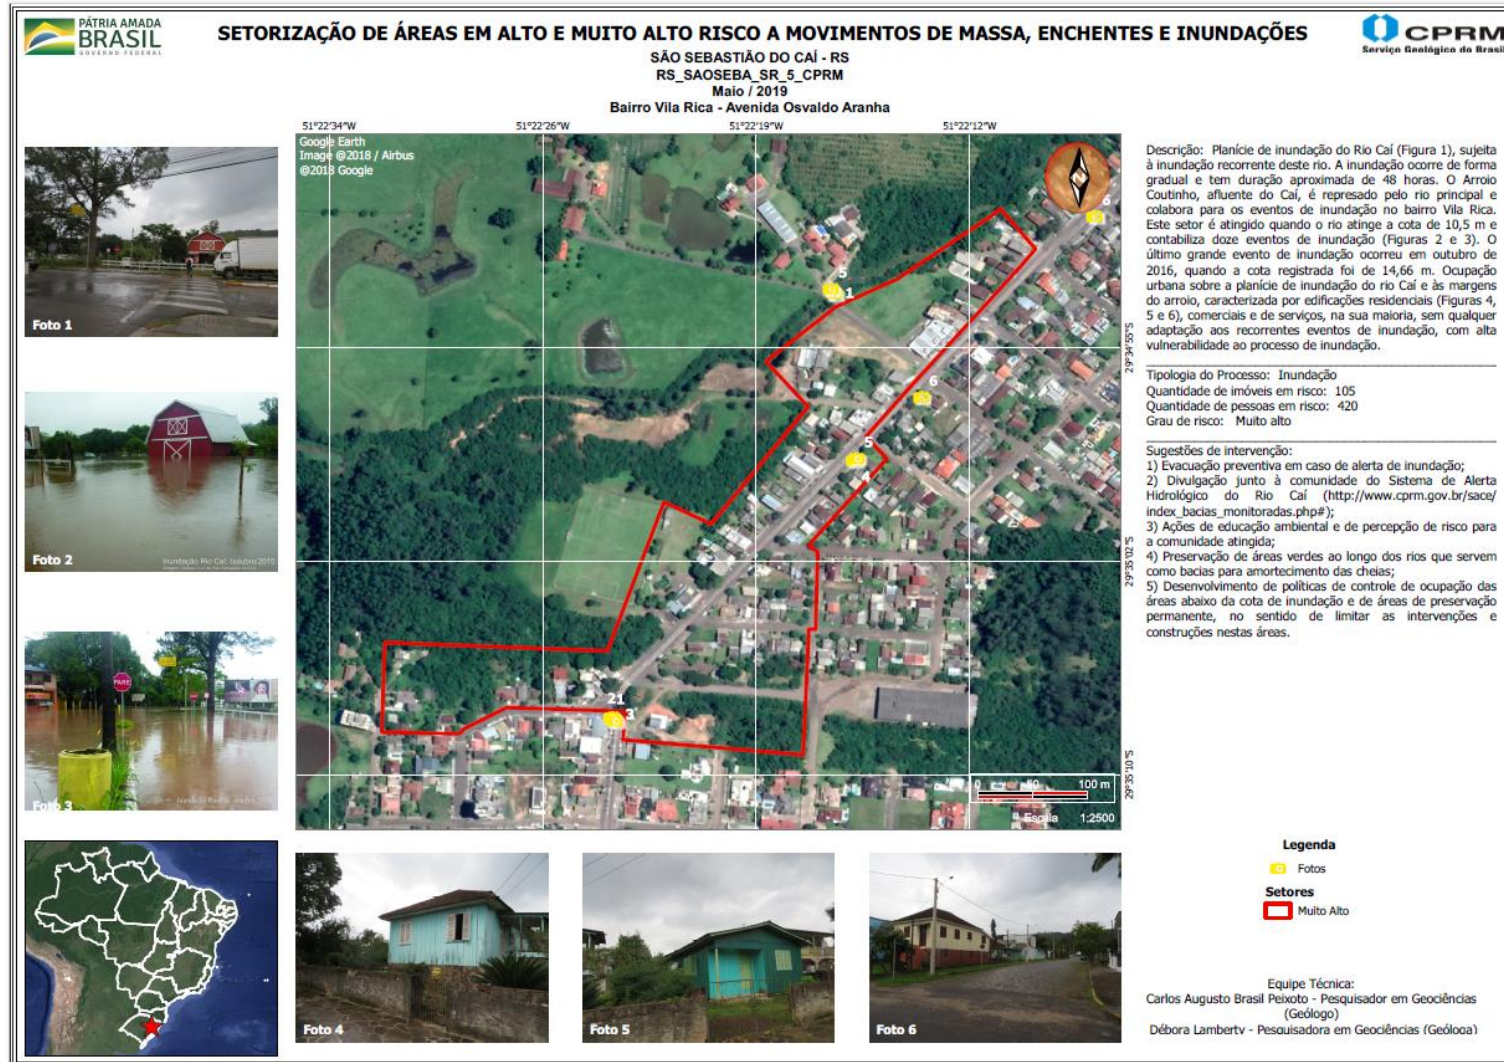 PÁTRIA AMADA
BRASIL
GOVERNO FEDERAL
SETORIZAÇÃO DE ÁREAS EM ALTO E MUITO ALTO RISCO A MOVIMENTOS DE MASSA, ENCHENTES E INUNDAÇÕES
SÃO SEBASTIÃO DO CAÍ - RS
RS_SAOSEBA_SR_5_CPRM
Maio / 2019
Bairro Vila Rica - Avenida Osvaldo Aranha
CPRM
Serviço Geológico do Brasil
51°22'34"W
51°22'26"W
51°22'19"W
51°22'12"W
Google Earth
Image @2018 / Airbus
@2018 Google
29°34'55"S
29°35'02"S
29°35'10"S
N
6
5
1
6
5
4
21
3
0 50 100 m
Escala 1:2500
Foto 1
Foto 2
Inundação Rio Caí, outubro/2016
Foto 3
PARE
Foto 4
Foto 5
Foto 6
Descrição: Planície de inundação do Rio Caí (Figura 1), sujeita
à inundação recorrente deste rio. A inundação ocorre de forma
gradual e tem duração aproximada de 48 horas. O Arroio
Coutinho, afluente do Caí, é represado pelo rio principal e
colabora para os eventos de inundação no bairro Vila Rica.
Este setor é atingido quando o rio atinge a cota de 10,5 m e
contabiliza doze eventos de inundação (Figuras 2 e 3). O
último grande evento de inundação ocorreu em outubro de
2016, quando a cota registrada foi de 14,66 m. Ocupação
urbana sobre a planície de inundação do rio Caí e às margens
do arroio, caracterizada por edificações residenciais (Figuras 4,
5 e 6), comerciais e de serviços, na sua maioria, sem qualquer
adaptação aos recorrentes eventos de inundação, com alta
vulnerabilidade ao processo de inundação.
Tipologia do Processo: Inundação
Quantidade de imóveis em risco: 105
Quantidade de pessoas em risco: 420
Grau de risco: Muito alto
Sugestões de intervenção:
1) Evacuação preventiva em caso de alerta de inundação;
2) Divulgação junto à comunidade do Sistema de Alerta
Hidrológico do Rio Caí (http://www.cprm.gov.br/sace/
index_bacias_monitoradas.php#);
3) Ações de educação ambiental e de percepção de risco para
a comunidade atingida;
4) Preservação de áreas verdes ao longo dos rios que servem
como bacias para amortecimento das cheias;
5) Desenvolvimento de políticas de controle de ocupação das
áreas abaixo da cota de inundação e de áreas de preservação
permanente, no sentido de limitar as intervenções e
construções nestas áreas.
Legenda
Fotos
Setores
Muito Alto
Equipe Técnica:
Carlos Augusto Brasil Peixoto - Pesquisador em Geociências
(Geólogo)
Débora Lamberty - Pesquisadora em Geociências (Geóloga)